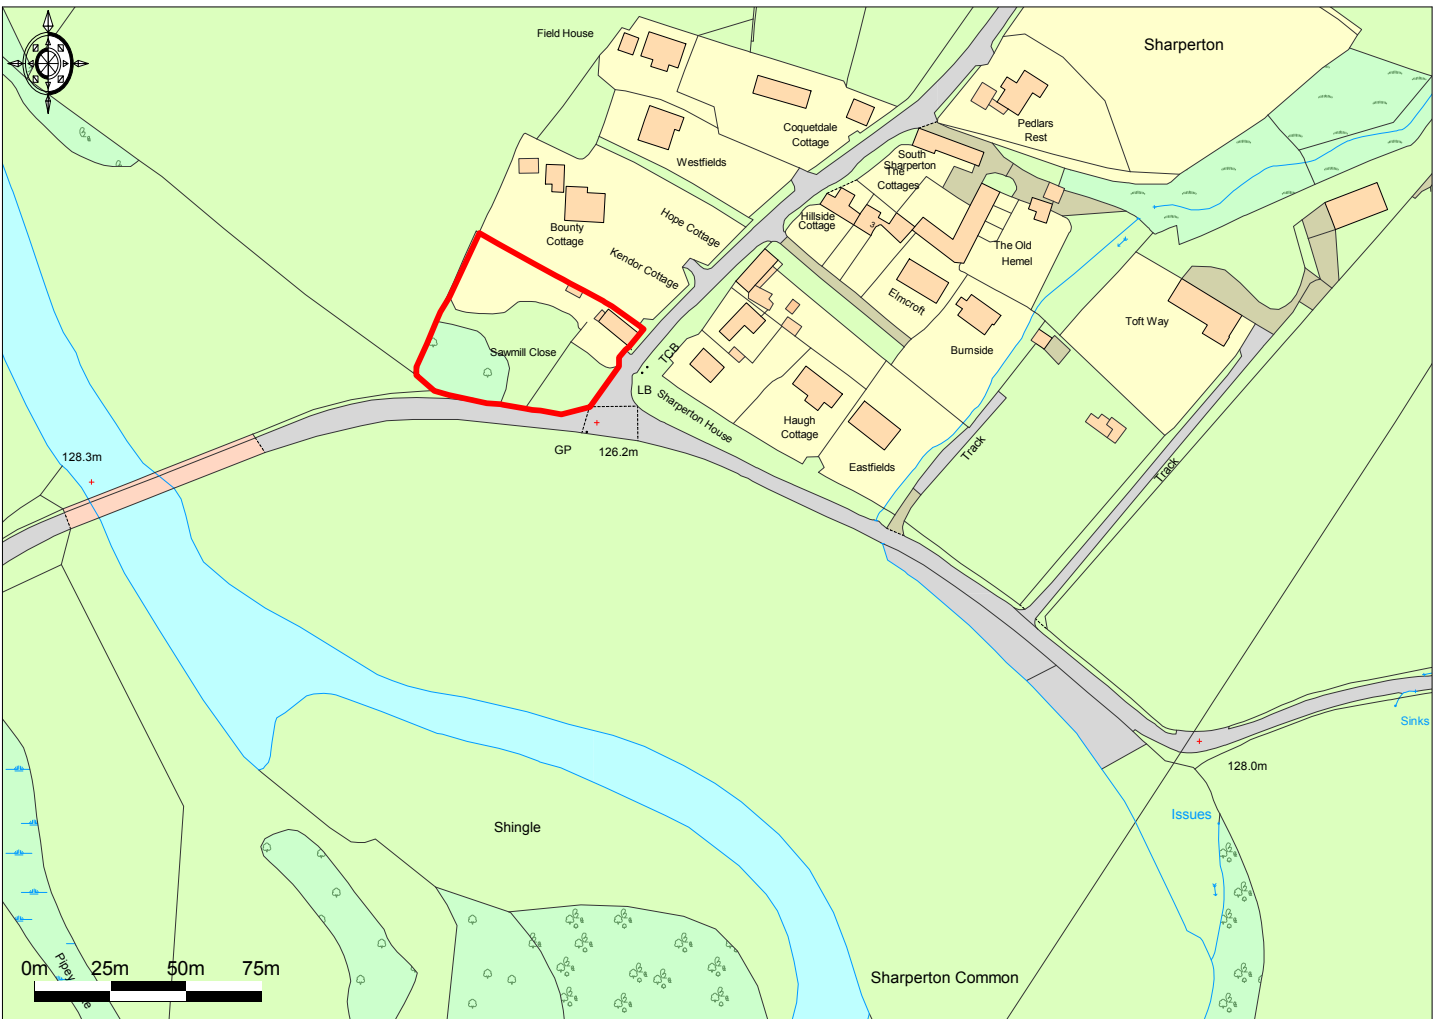 Field House
Sharperton
Coquetdale
Cottage
Pedlars
Rest
Westfields
South
Sharperton
The
Cottages
Hope Cottage
Hillside
Cottage
3
Bounty
Cottage
Kendor Cottage
The Old
Hemel
Elmcroft
Toft Way
Sawmill Close
TCB
Burnside
LB
Sharperton House
Haugh
Cottage
GP
126.2m
128.3m
Eastfields
Track
Track
Sinks
128.0m
Issues
Shingle
Sharperton Common
0m 25m 50m 75m